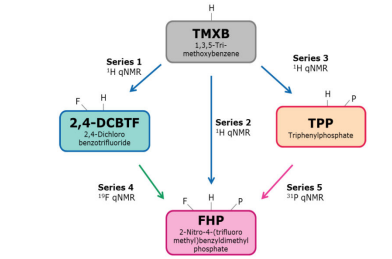 H
TMXB
1,3,5-Tri-
methoxybenzene
Series 1
¹H qNMR
Series 3
¹H qNMR
F H
2,4-DCBTF
2,4-Dichloro
benzotrifluoride
Series 2
¹H qNMR
H P
TPP
Triphenylphosphate
Series 4
¹⁹F qNMR
Series 5
³¹P qNMR
F H P
FHP
2-Nitro-4-(trifluoro
methyl)benzyldimethyl
phosphate